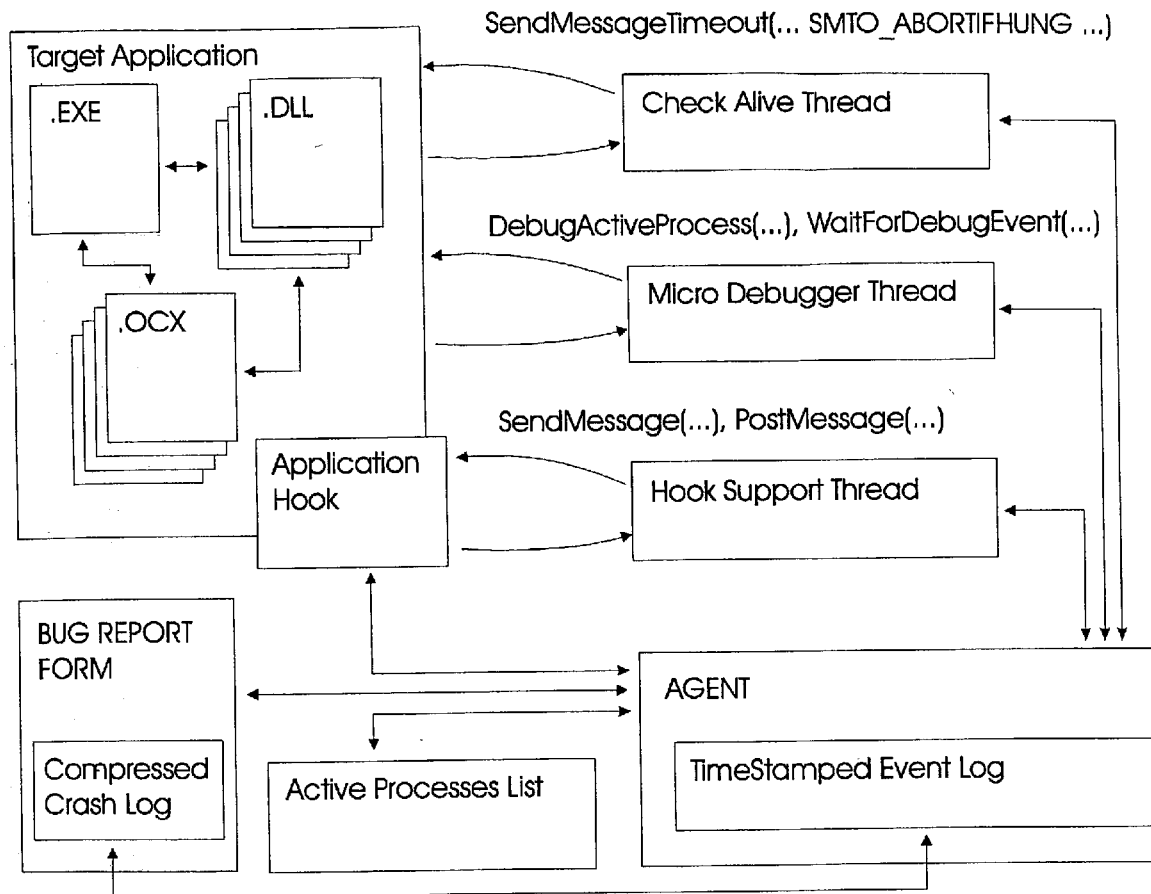 SendMessageTimeout(... SMTO_ABORTIFHUNG ...)
Target Application
.EXE
.DLL
Check Alive Thread
DebugActiveProcess(...), WaitForDebugEvent(...)
.OCX
Micro Debugger Thread
SendMessage(...), PostMessage(...)
Application
Hook
Hook Support Thread
BUG REPORT
FORM
AGENT
Compressed
Crash Log
Active Processes List
TimeStamped Event Log